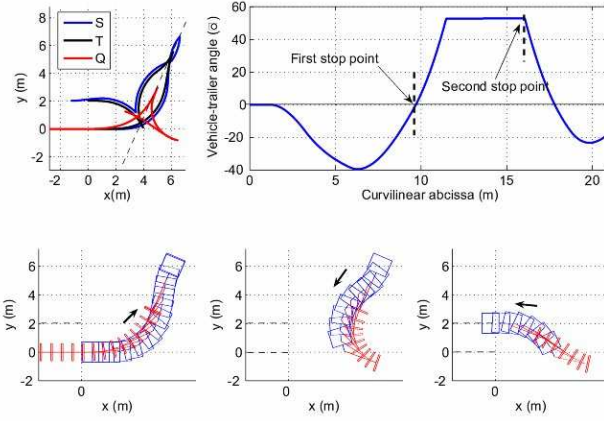 8
6
4
2
0
-2
y (m)
S
T
Q
-2 0 2 4 6
x(m)
Vehicle-trailer angle (º)
60
40
20
0
-20
-40
First stop point
Second stop point
0 5 10 15 20
Curvilinear abcissa (m)
y (m)
6
4
2
0
-2
0
x (m)
y (m)
6
4
2
0
-2
0
x (m)
y (m)
6
4
2
0
-2
0
x (m)